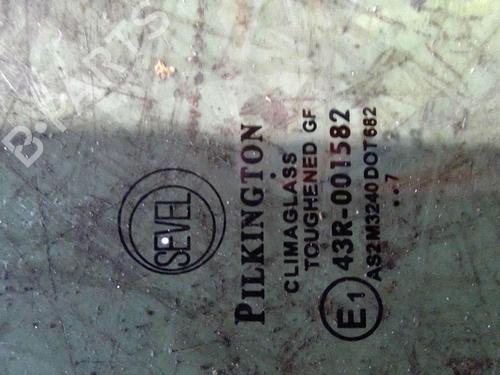 SEVEL
PILKINGTON
CLIMAGLASS
TOUGHENED GF
E1 43R-001582
AS2M3240DOT682
..7
B-PARTS